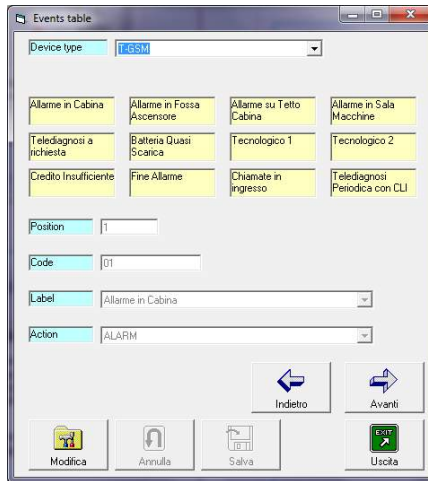 Events table
Device type T-GSM
Allarme in Cabina
Allarme in Fossa
Ascensore
Allarme su Tetto
Cabina
Allarme in Sala
Macchine
Telediagnosi a
richiesta
Batteria Quasi
Scarica
Tecnologico 1
Tecnologico 2
Credito Insufficiente
Fine Allarme
Chiamate in
ingresso
Telediagnosi
Periodica con CLI
Position 1
Code 01
Label Allarme in Cabina
Action ALARM
Indietro
Avanti
Modifica
Annulla
Salva
EXIT
Uscita